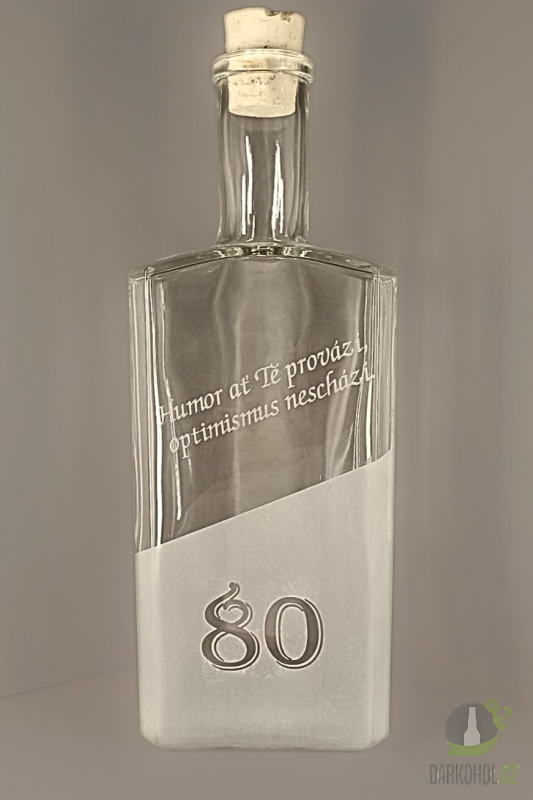 Humor ať Tě provází,
optimismus neschází.
80
DARKOHOL.CZ